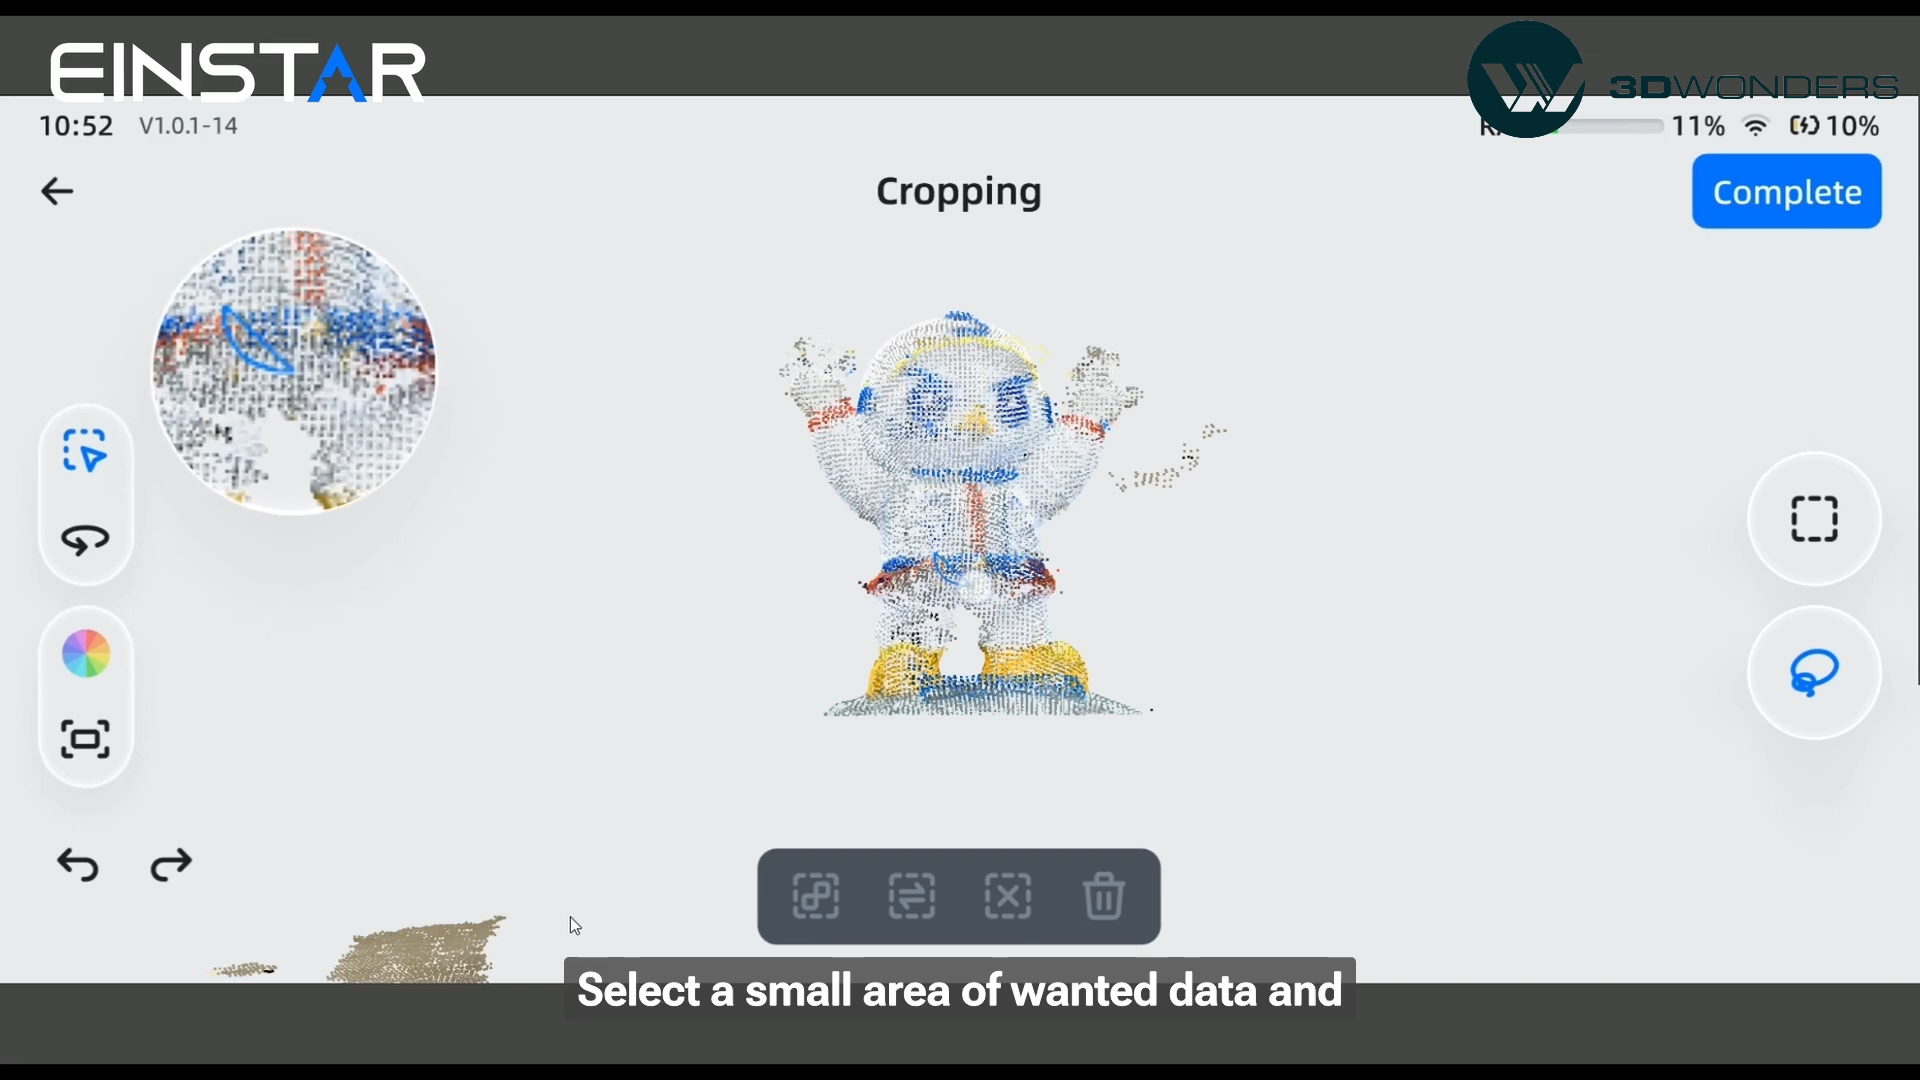 EINSTAR
3DWONDERS
10:52 V1.0.1-14
11% 10%
Cropping
Complete
Select a small area of wanted data and